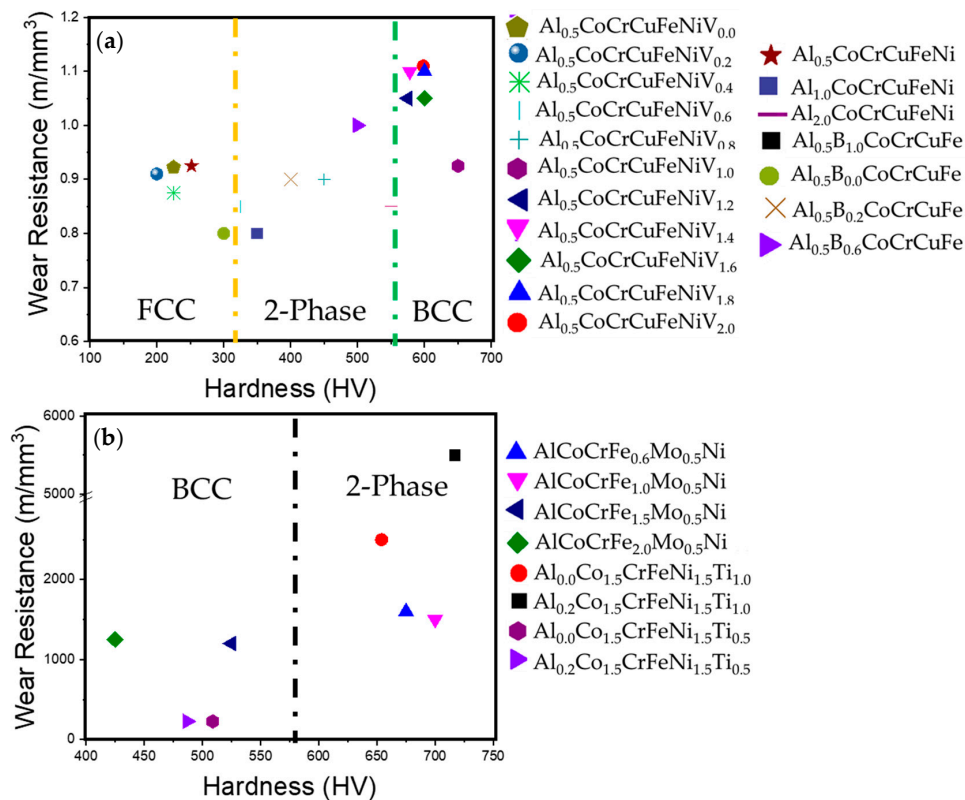 (a)
Wear Resistance (m/mm³)
1.2
1.1
1.0
0.9
0.8
0.7
0.6
FCC
2-Phase
BCC
100 200 300 400 500 600 700
Hardness (HV)
Al₀.₅CoCrCuFeNiV₀.₀
Al₀.₅CoCrCuFeNiV₀.₂
Al₀.₅CoCrCuFeNiV₀.₄
Al₀.₅CoCrCuFeNiV₀.₆
Al₀.₅CoCrCuFeNiV₀.₈
Al₀.₅CoCrCuFeNiV₁.₀
Al₀.₅CoCrCuFeNiV₁.₂
Al₀.₅CoCrCuFeNiV₁.₄
Al₀.₅CoCrCuFeNiV₁.₆
Al₀.₅CoCrCuFeNiV₁.₈
Al₀.₅CoCrCuFeNiV₂.₀
Al₀.₅CoCrCuFeNi
Al₁.₀CoCrCuFeNi
Al₂.₀CoCrCuFeNi
Al₀.₅B₁.₀CoCrCuFe
Al₀.₅B₀.₀CoCrCuFe
Al₀.₅B₀.₂CoCrCuFe
Al₀.₅B₀.₆CoCrCuFe
(b)
Wear Resistance (m/mm³)
6000
5000
2000
1000
0
BCC
2-Phase
400 450 500 550 600 650 700 750
Hardness (HV)
AlCoCrFe₀.₆Mo₀.₅Ni
AlCoCrFe₁.₀Mo₀.₅Ni
AlCoCrFe₁.₅Mo₀.₅Ni
AlCoCrFe₂.₀Mo₀.₅Ni
Al₀.₀Co₁.₅CrFeNi₁.₅Ti₁.₀
Al₀.₂Co₁.₅CrFeNi₁.₅Ti₁.₀
Al₀.₀Co₁.₅CrFeNi₁.₅Ti₀.₅
Al₀.₂Co₁.₅CrFeNi₁.₅Ti₀.₅